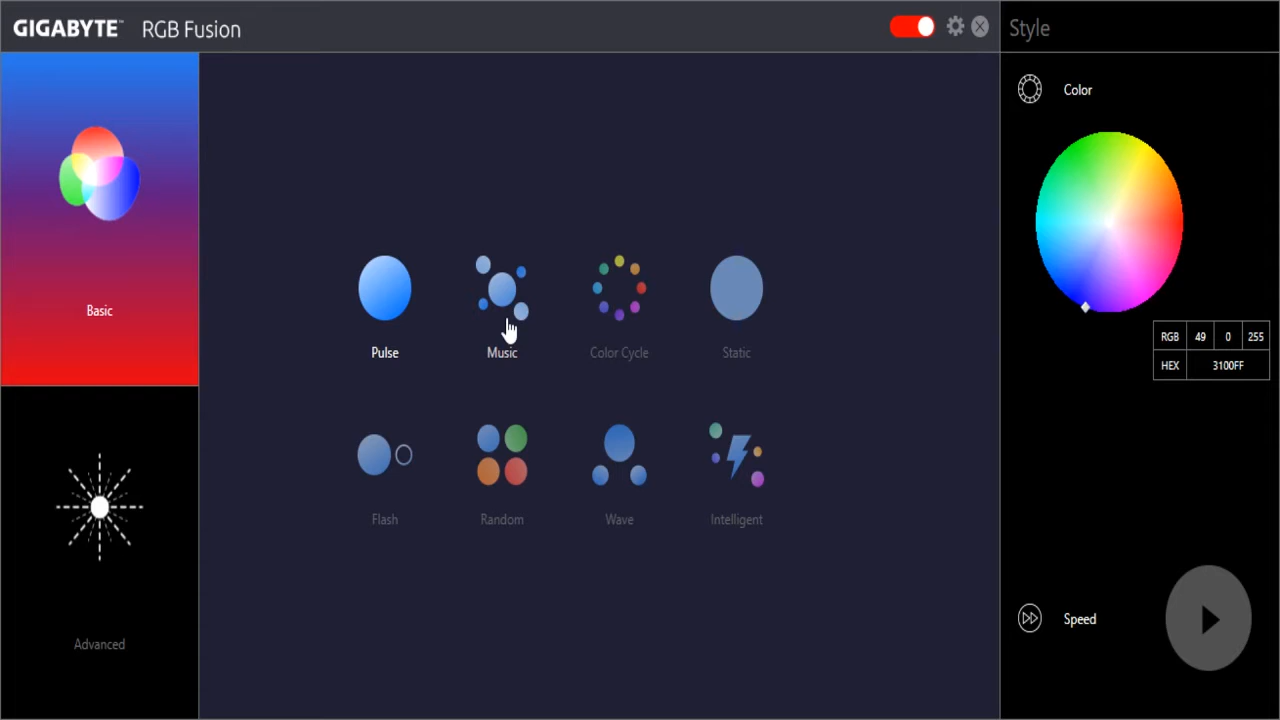 GIGABYTE™ RGB Fusion
Style
Color
Basic
RGB 49 0 255
HEX 3100FF
Pulse Music Color Cycle Static
Flash Random Wave Intelligent
Speed
Advanced